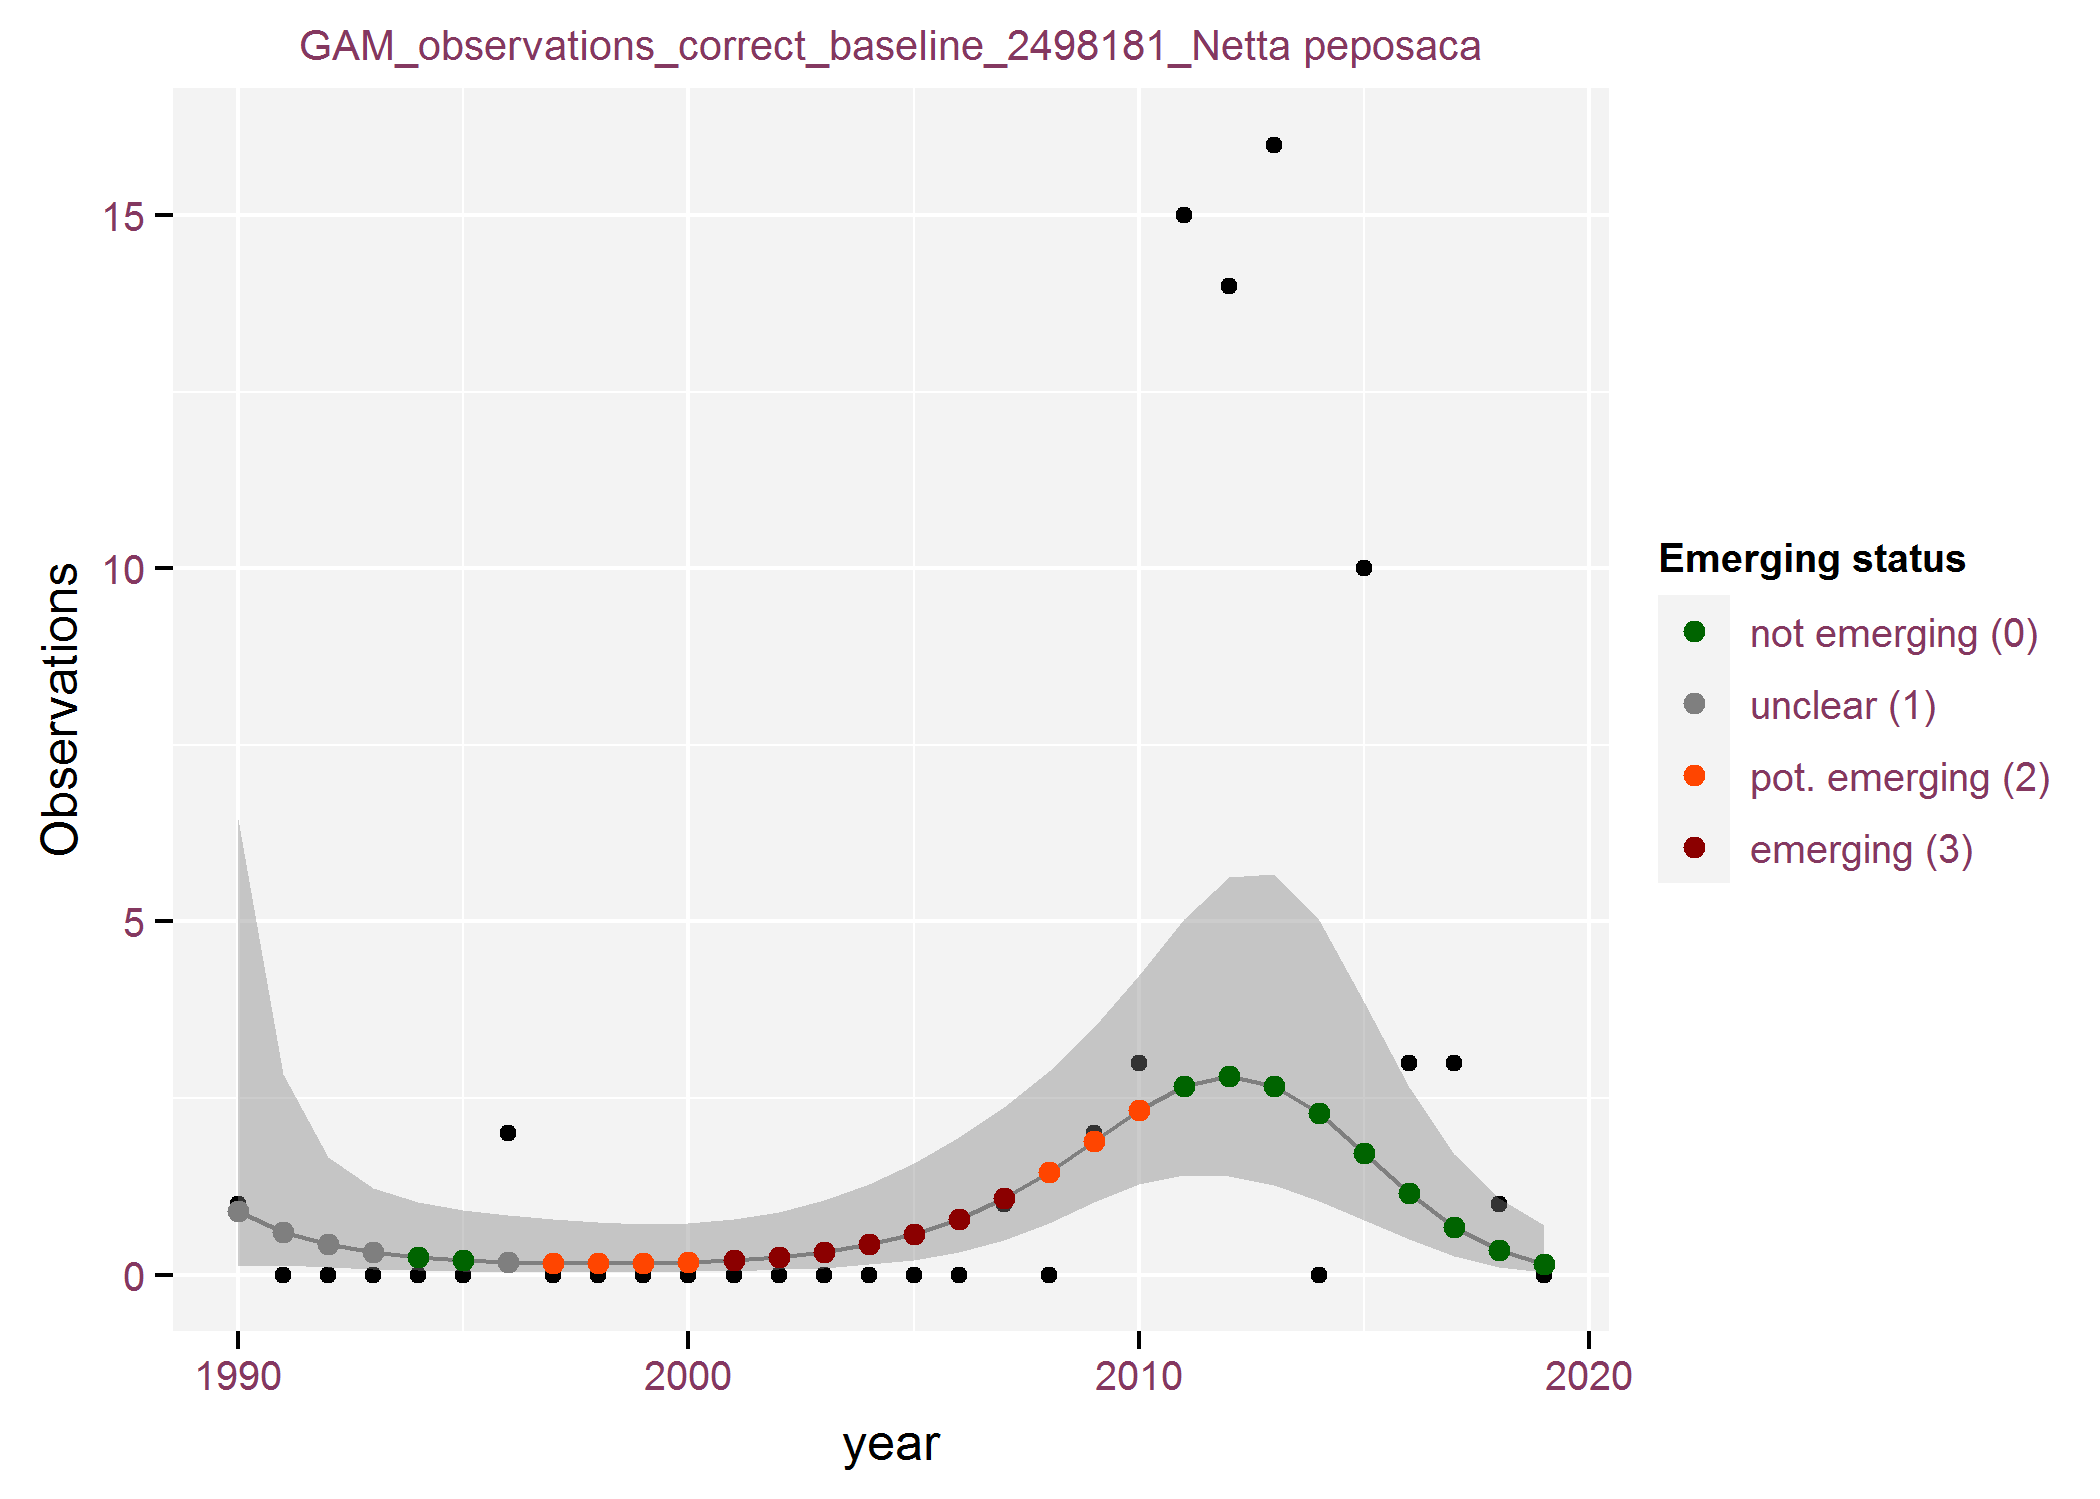 GAM_observations_correct_baseline_2498181_Netta peposaca
Observations
15
10
5
0
1990
2000
2010
2020
year
Emerging status
not emerging (0)
unclear (1)
pot. emerging (2)
emerging (3)